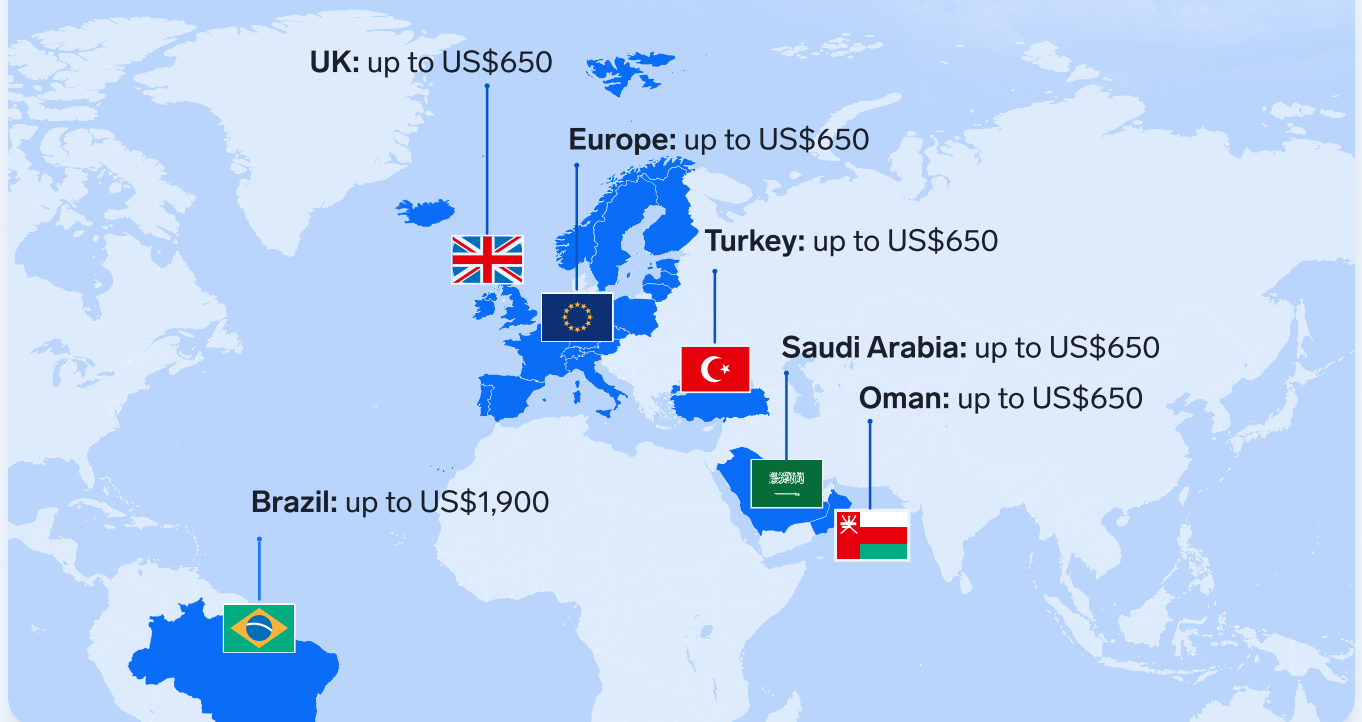 UK: up to US$650
Europe: up to US$650
Turkey: up to US$650
Saudi Arabia: up to US$650
Oman: up to US$650
Brazil: up to US$1,900